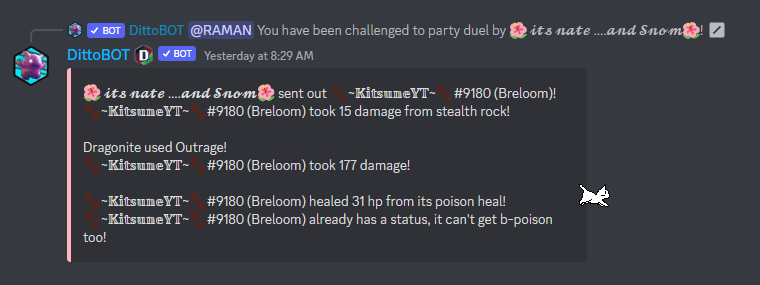 BOT DittoBOT @RAMAN You have been challenged to party duel by 🌺 𝓲𝓽𝓼 𝓷𝓪𝓽𝓮 ....𝓪𝓷𝓭 𝓢𝓷𝓸𝓶🌺!
DittoBOT BOT Yesterday at 8:29 AM
🌺 𝓲𝓽𝓼 𝓷𝓪𝓽𝓮 ....𝓪𝓷𝓭 𝓢𝓷𝓸𝓶🌺 sent out 🐾~𝕂𝕚𝕥𝕤𝕦𝕟𝕖𝕐𝕋~🐾#9180 (Breloom)!
🐾~𝕂𝕚𝕥𝕤𝕦𝕟𝕖𝕐𝕋~🐾#9180 (Breloom) took 15 damage from stealth rock!
Dragonite used Outrage!
🐾~𝕂𝕚𝕥𝕤𝕦𝕟𝕖𝕐𝕋~🐾#9180 (Breloom) took 177 damage!
🐾~𝕂𝕚𝕥𝕤𝕦𝕟𝕖𝕐𝕋~🐾#9180 (Breloom) healed 31 hp from its poison heal!
🐾~𝕂𝕚𝕥𝕤𝕦𝕟𝕖𝕐𝕋~🐾#9180 (Breloom) already has a status, it can't get b-poison
too!